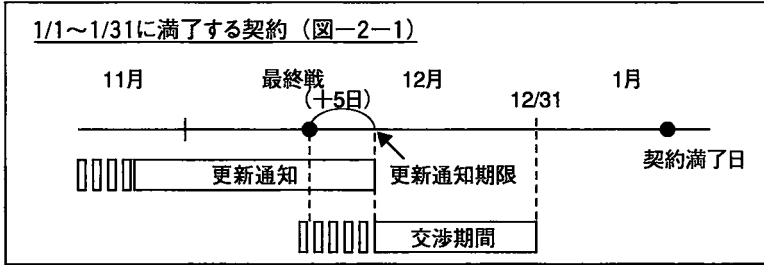 1/1～1/31に満了する契約（図－2－1）
11月 最終戦 12月 1月
（＋5日） 12/31
契約満了日
更新通知 更新通知期限
交渉期間